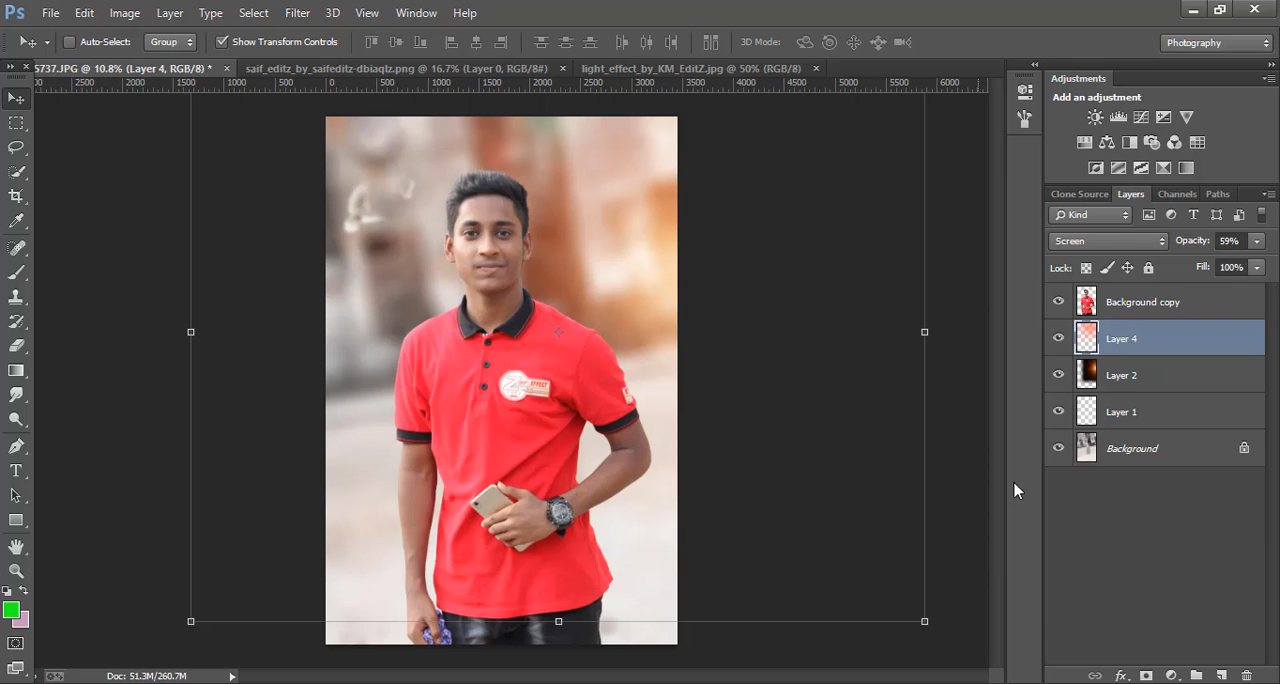 Ps File Edit Image Layer Type Select Filter 3D View Window Help
Auto-Select: Group Show Transform Controls 3D Mode: Photography
5737.JPG @ 10.8% (Layer 4, RGB/8) * × saif_editz_by_saifeditz-dbiaqlz.png @ 16.7% (Layer 0, RGB/8#) × light_effect_by_KM_EditZ.jpg @ 50% (RGB/8) ×
2500 2000 1500 1000 500 0 500 1000 1500 2000 2500 3000 3500 4000 4500 5000 5500 6000
Adjustments
Add an adjustment
Clone Source Layers Channels Paths
Kind
Screen Opacity: 59%
Lock: Fill: 100%
Background copy
Layer 4
Layer 2
Layer 1
Background
EFFECT
T
fx
Doc: 51.3M/260.7M